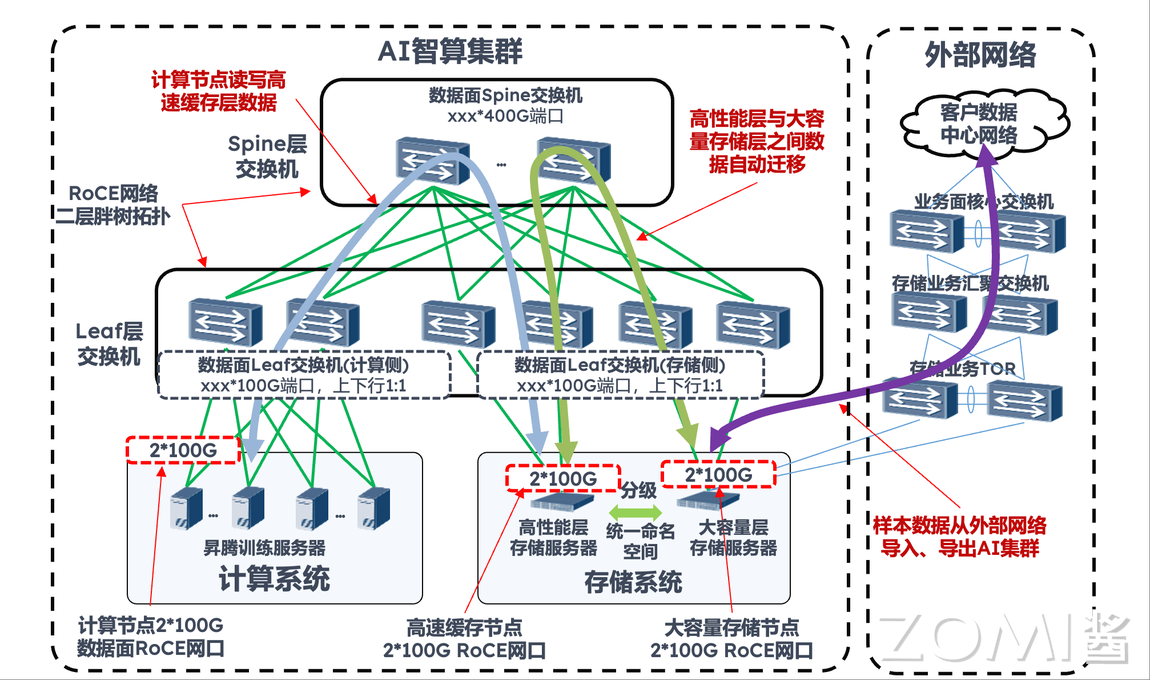 AI智算集群
计算节点读写高
速缓存层数据
数据面Spine交换机
xxx*400G端口
Spine层
交换机
...
高性能层与大容
量存储层之间数
据自动迁移
RoCE网络
二层胖树拓扑
Leaf层
交换机
数据面Leaf交换机(计算侧)
xxx*100G端口，上下行1:1
数据面Leaf交换机(存储侧)
xxx*100G端口，上下行1:1
2*100G
...
...
昇腾训练服务器
计算系统
2*100G
高性能层
存储服务器
分级
统一命名
空间
2*100G
大容量层
存储服务器
存储系统
计算节点2*100G
数据面RoCE网口
高速缓存节点
2*100G RoCE网口
大容量存储节点
2*100G RoCE网口
外部网络
客户数据
中心网络
业务面核心交换机
存储业务汇聚交换机
存储业务TOR
样本数据从外部网络
导入、导出AI集群
ZOMI酱